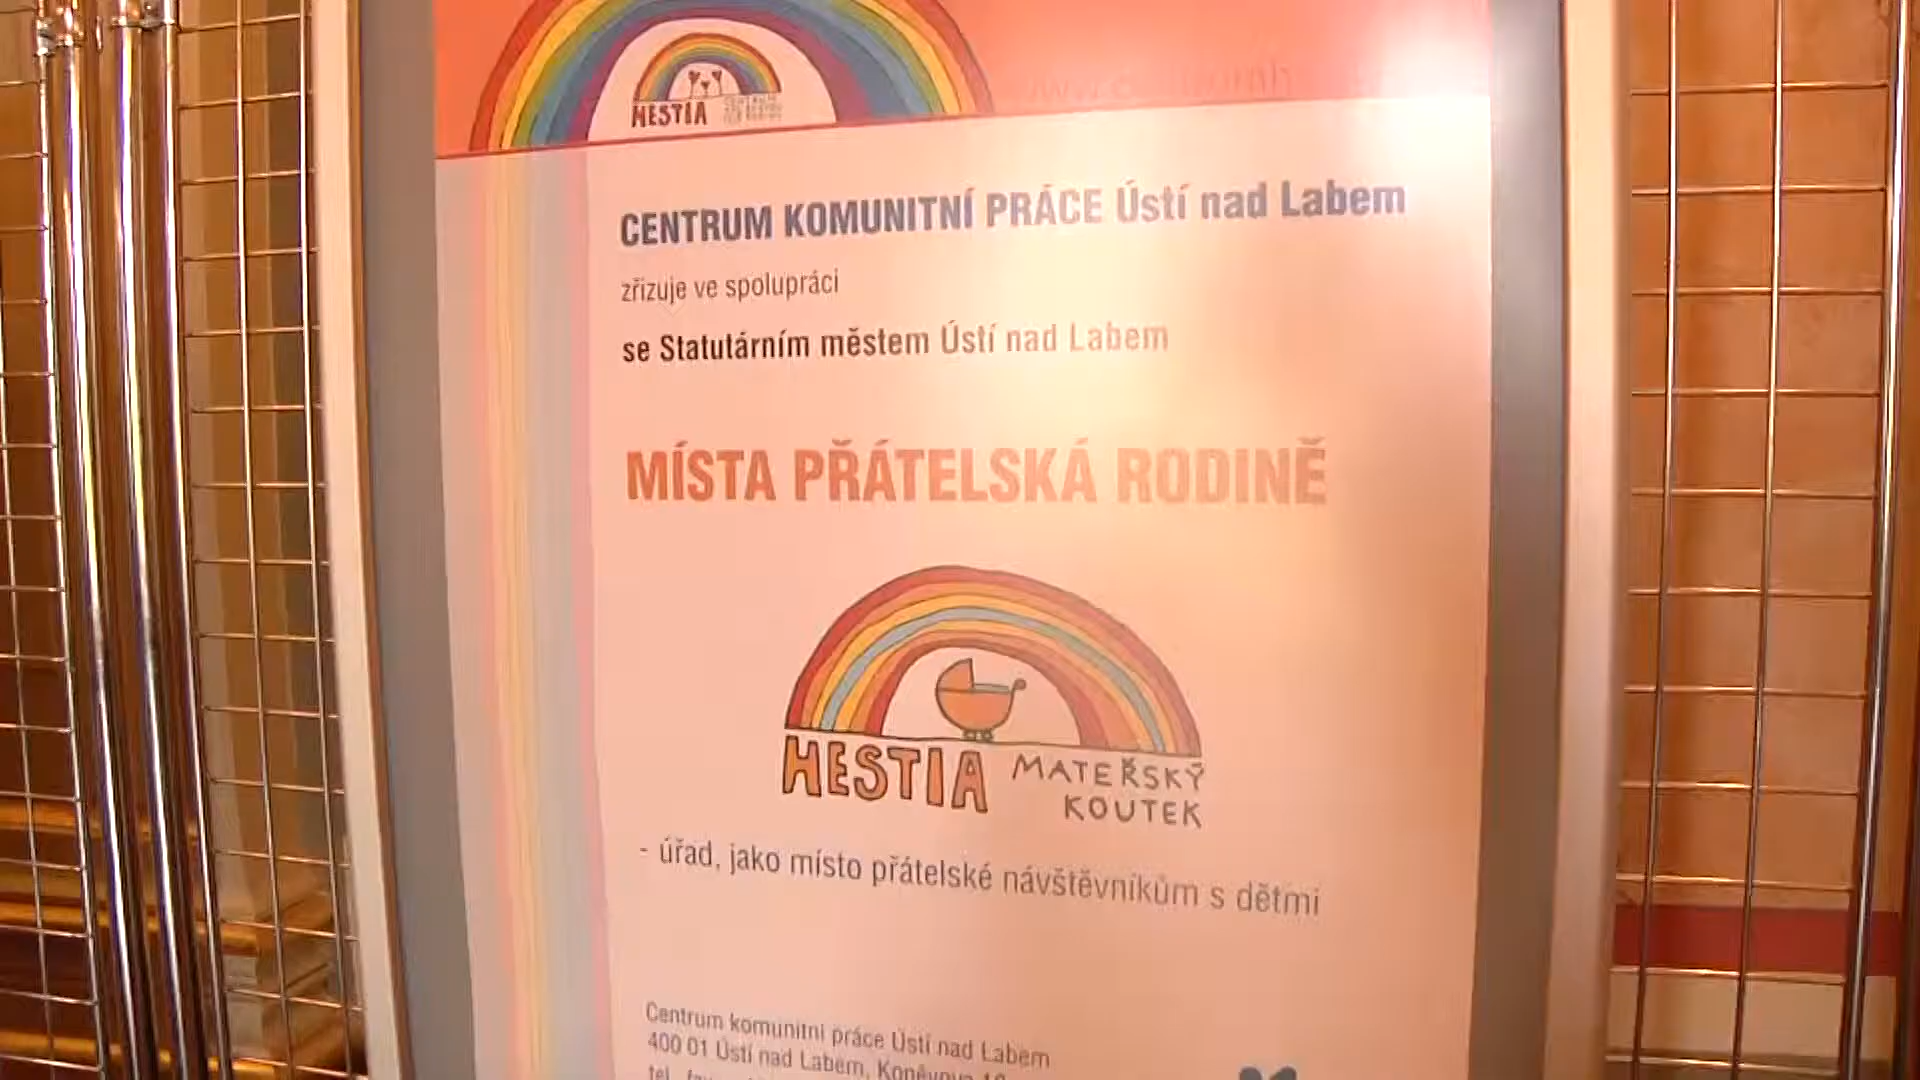 HESTIA
CENTRUM KOMUNITNÍ PRÁCE Ústí nad Labem
zřizuje ve spolupráci
se Statutárním městem Ústí nad Labem
MÍSTA PŘÁTELSKÁ RODINĚ
HESTIA MATEŘSKÝ
KOUTEK
- úřad, jako místo přátelské návštěvníkům s dětmi
Centrum komunitní práce Ústí nad Labem
400 01 Ústí nad Labem,
tel.